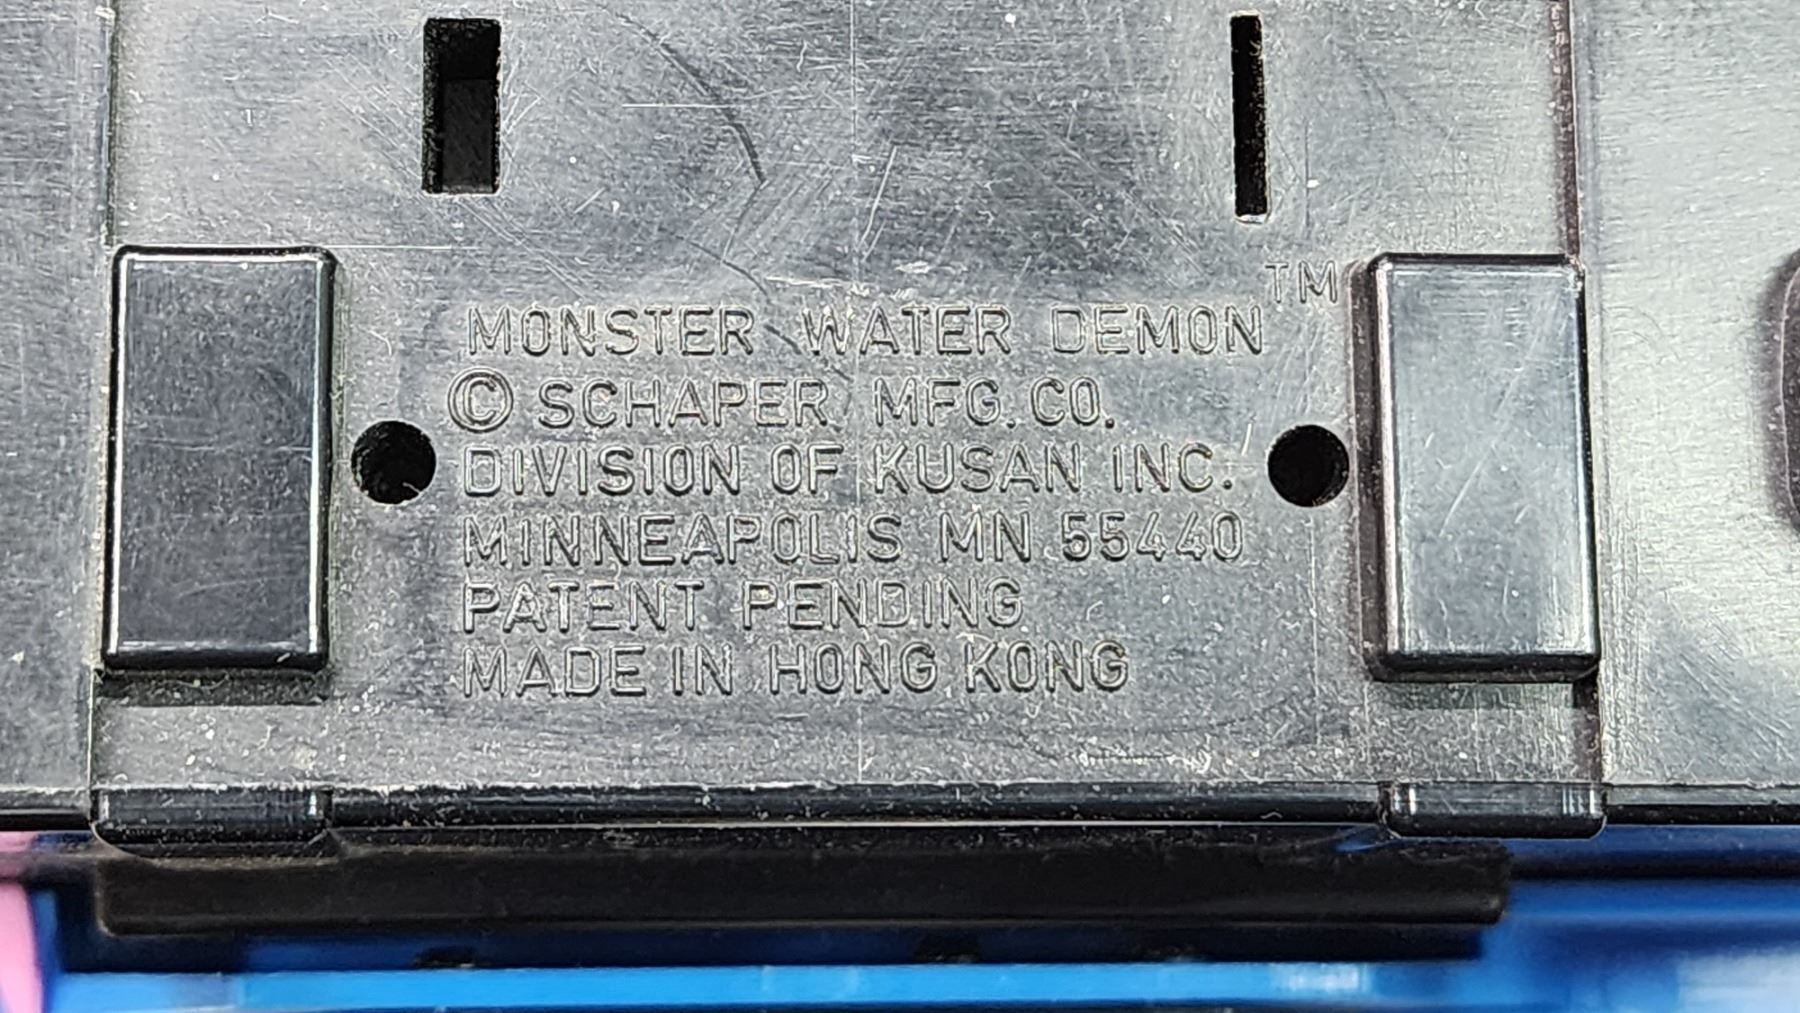 MONSTER WATER DEMON™
© SCHAPER MFG. CO.
DIVISION OF KUSAN INC.
MINNEAPOLIS MN 55440
PATENT PENDING
MADE IN HONG KONG